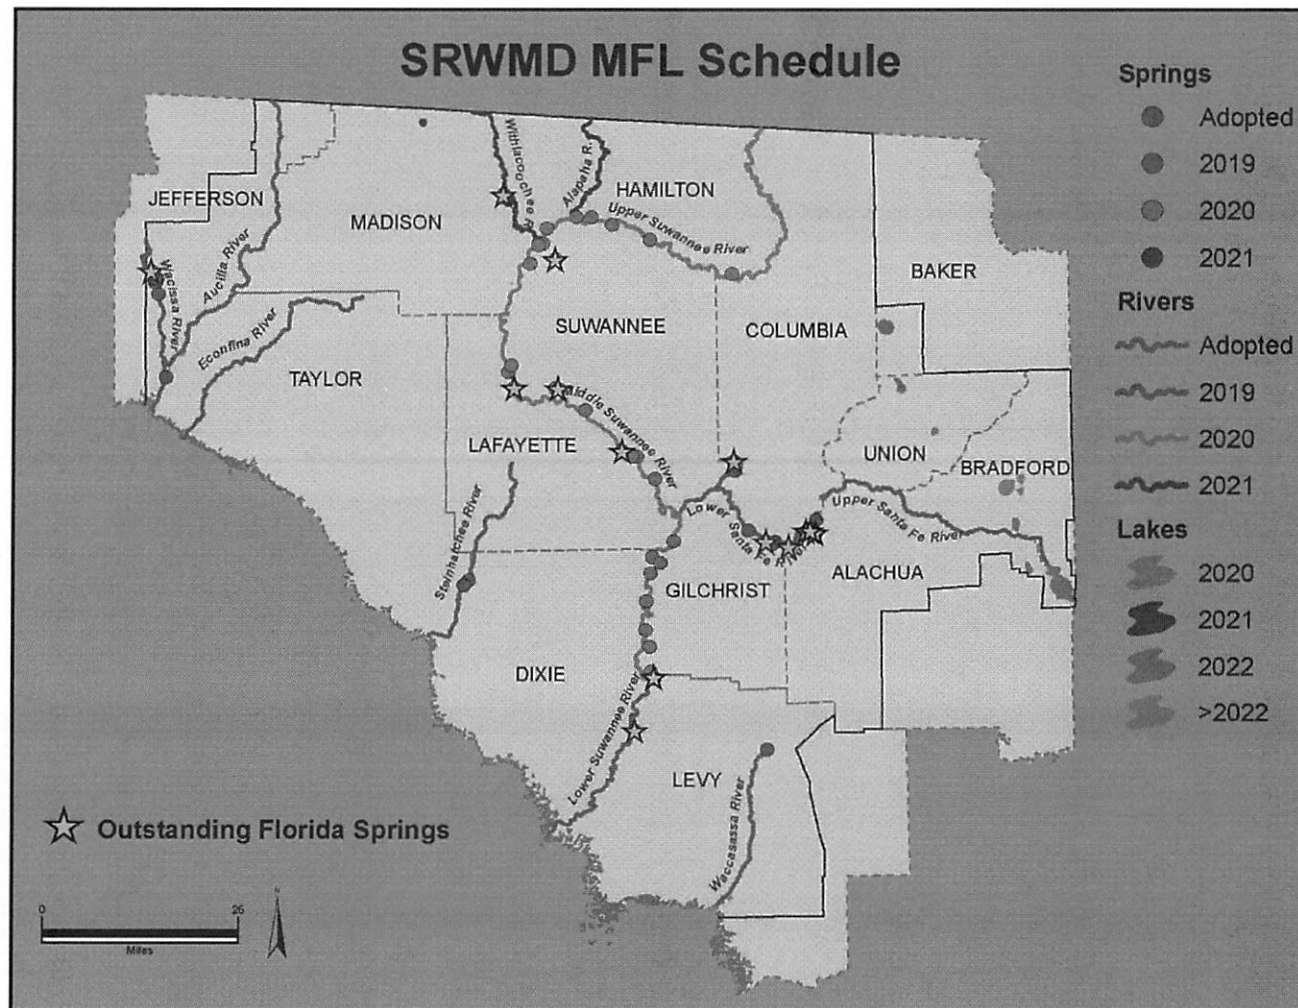 SRWMD MFL Schedule
Springs
Adopted
2019
2020
2021
Rivers
Adopted
2019
2020
2021
Lakes
2020
2021
2022
>2022
JEFFERSON
MADISON
HAMILTON
BAKER
SUWANNEE
COLUMBIA
TAYLOR
LAFAYETTE
UNION
BRADFORD
GILCHRIST
ALACHUA
DIXIE
LEVY
Withlacoochee R.
Alapaha R.
Upper Suwannee River
Aucilla River
Wacissa River
Econfina River
Middle Suwannee River
Steinhatchee River
Lower Santa Fe River
Upper Santa Fe River
Lower Suwannee River
Waccasassa River
Outstanding Florida Springs
0
25
Miles
N